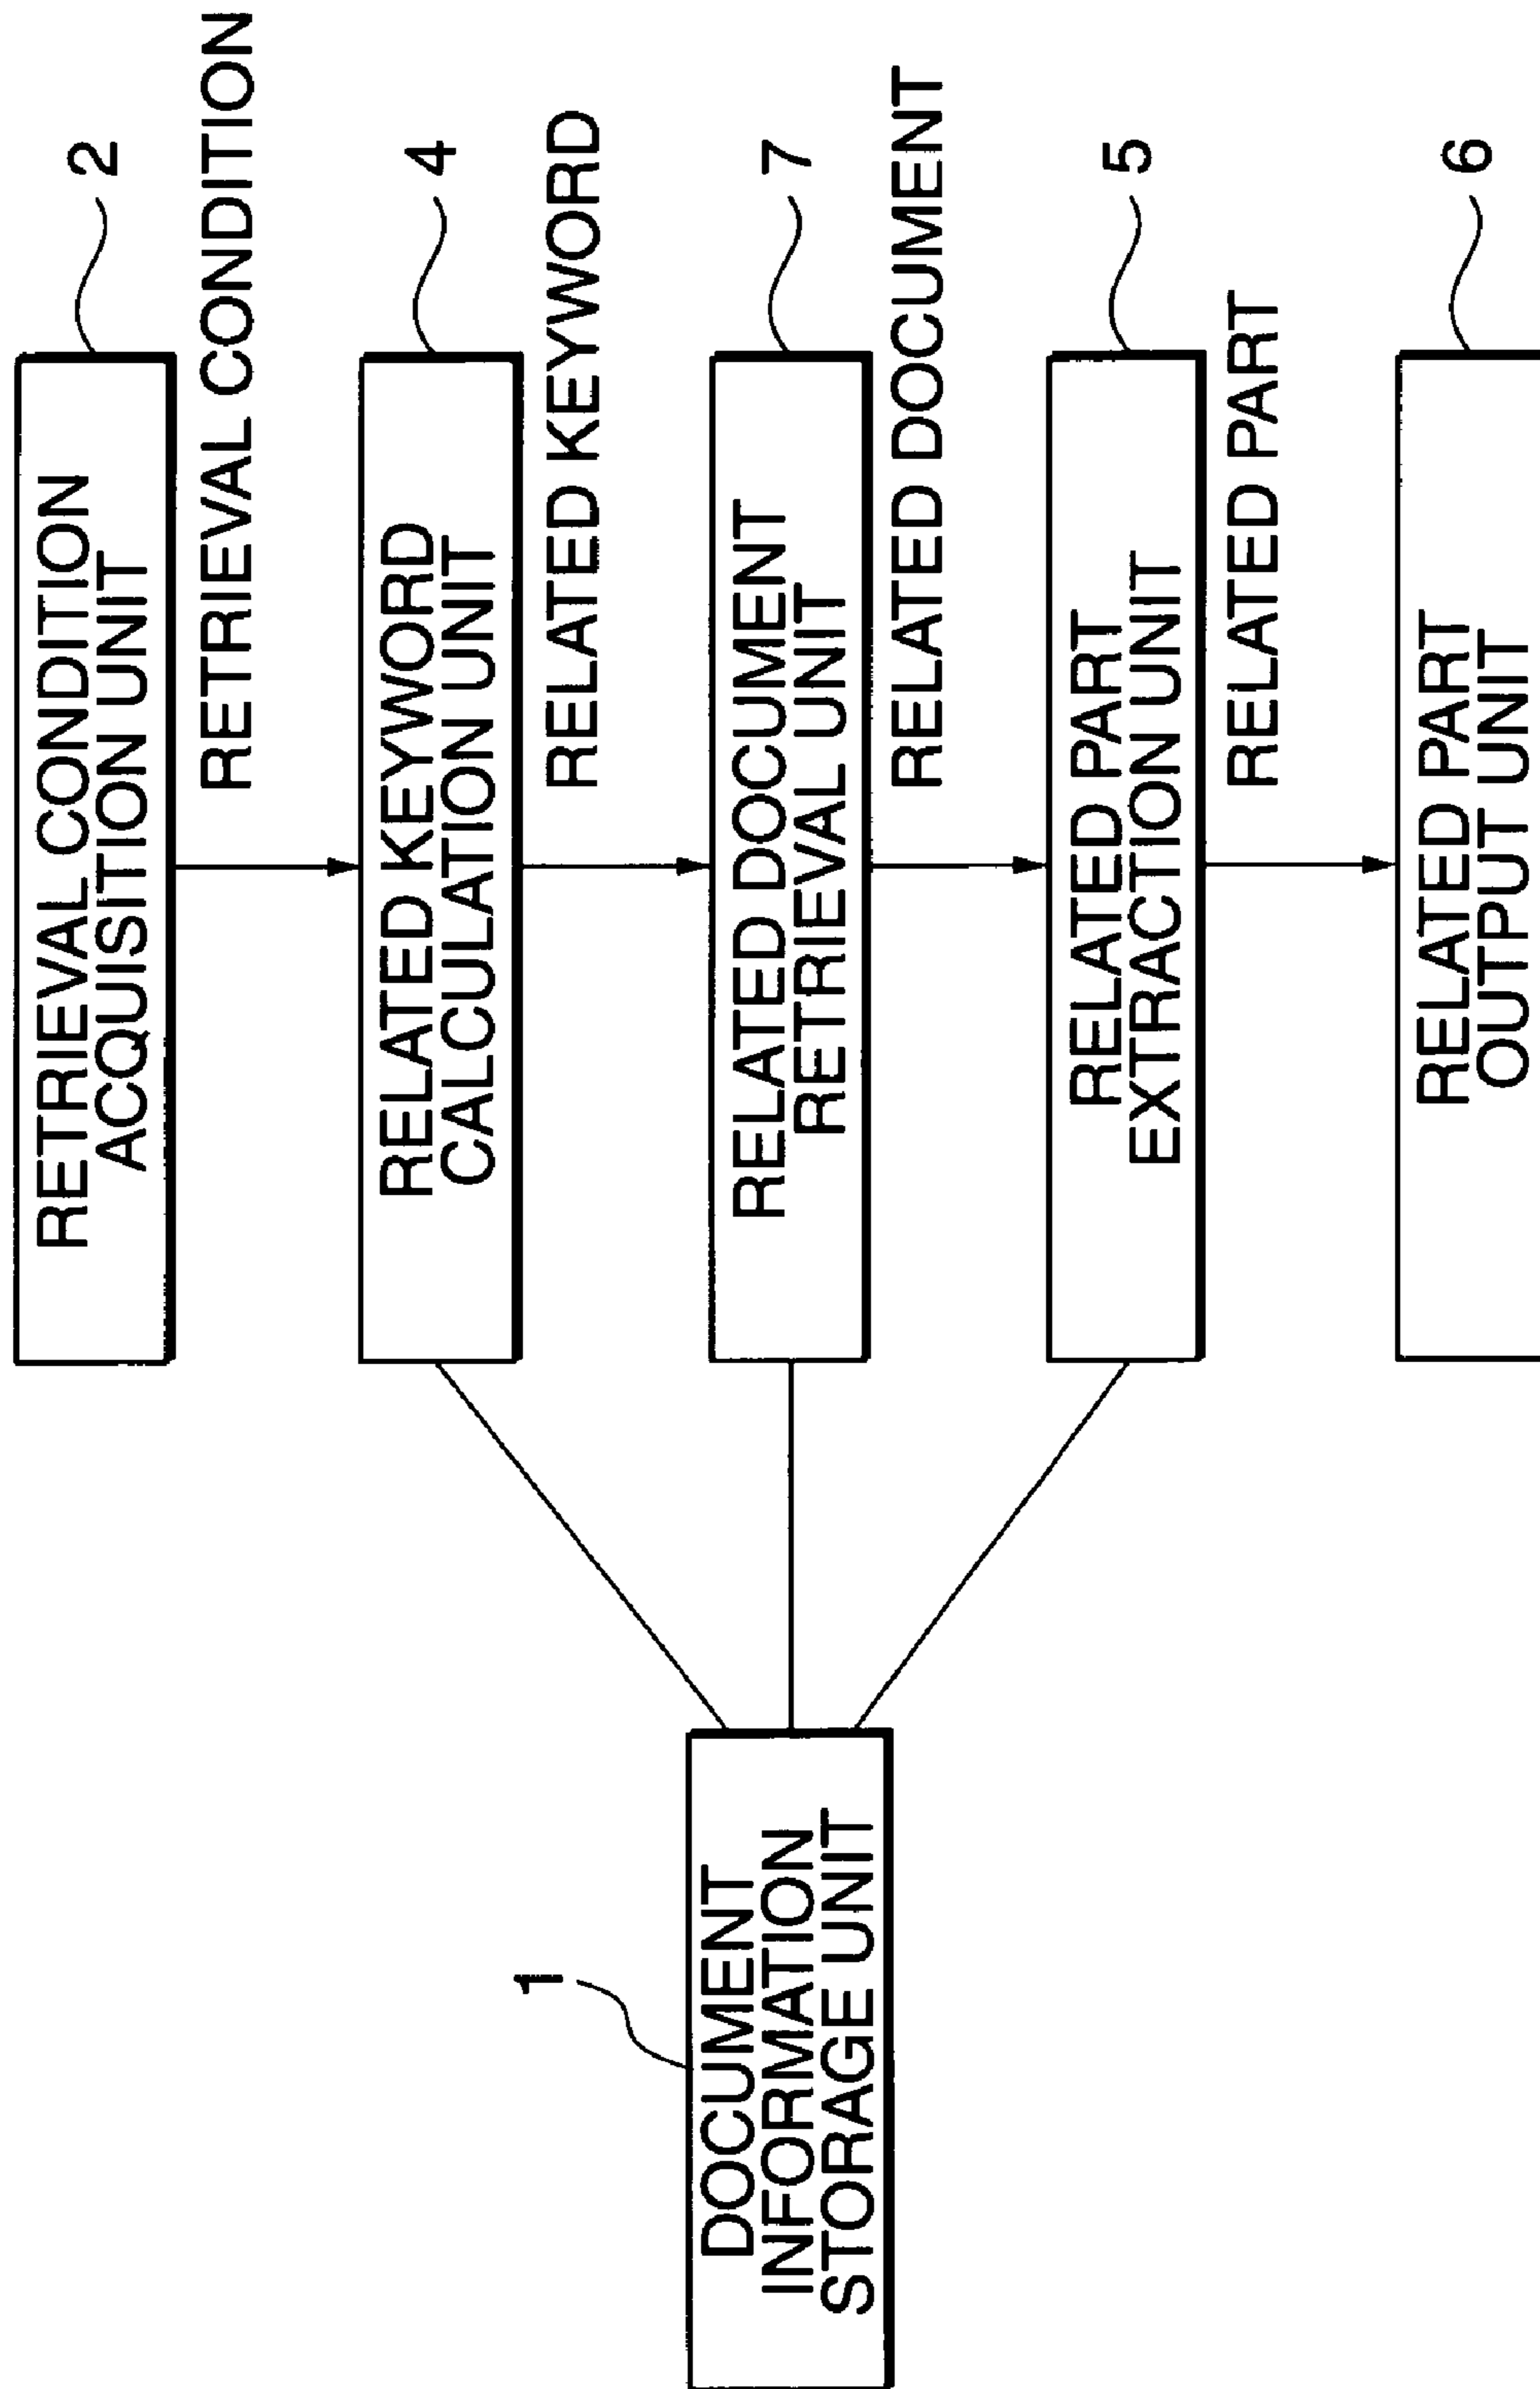 2
RETRIEVAL CONDITION
ACQUISITION UNIT
RETRIEVAL CONDITION
4
RELATED KEYWORD
CALCULATION UNIT
RELATED KEYWORD
1
DOCUMENT
INFORMATION
STORAGE UNIT
7
RELATED DOCUMENT
RETRIEVAL UNIT
RELATED DOCUMENT
5
RELATED PART
EXTRACTION UNIT
RELATED PART
6
RELATED PART
OUTPUT UNIT